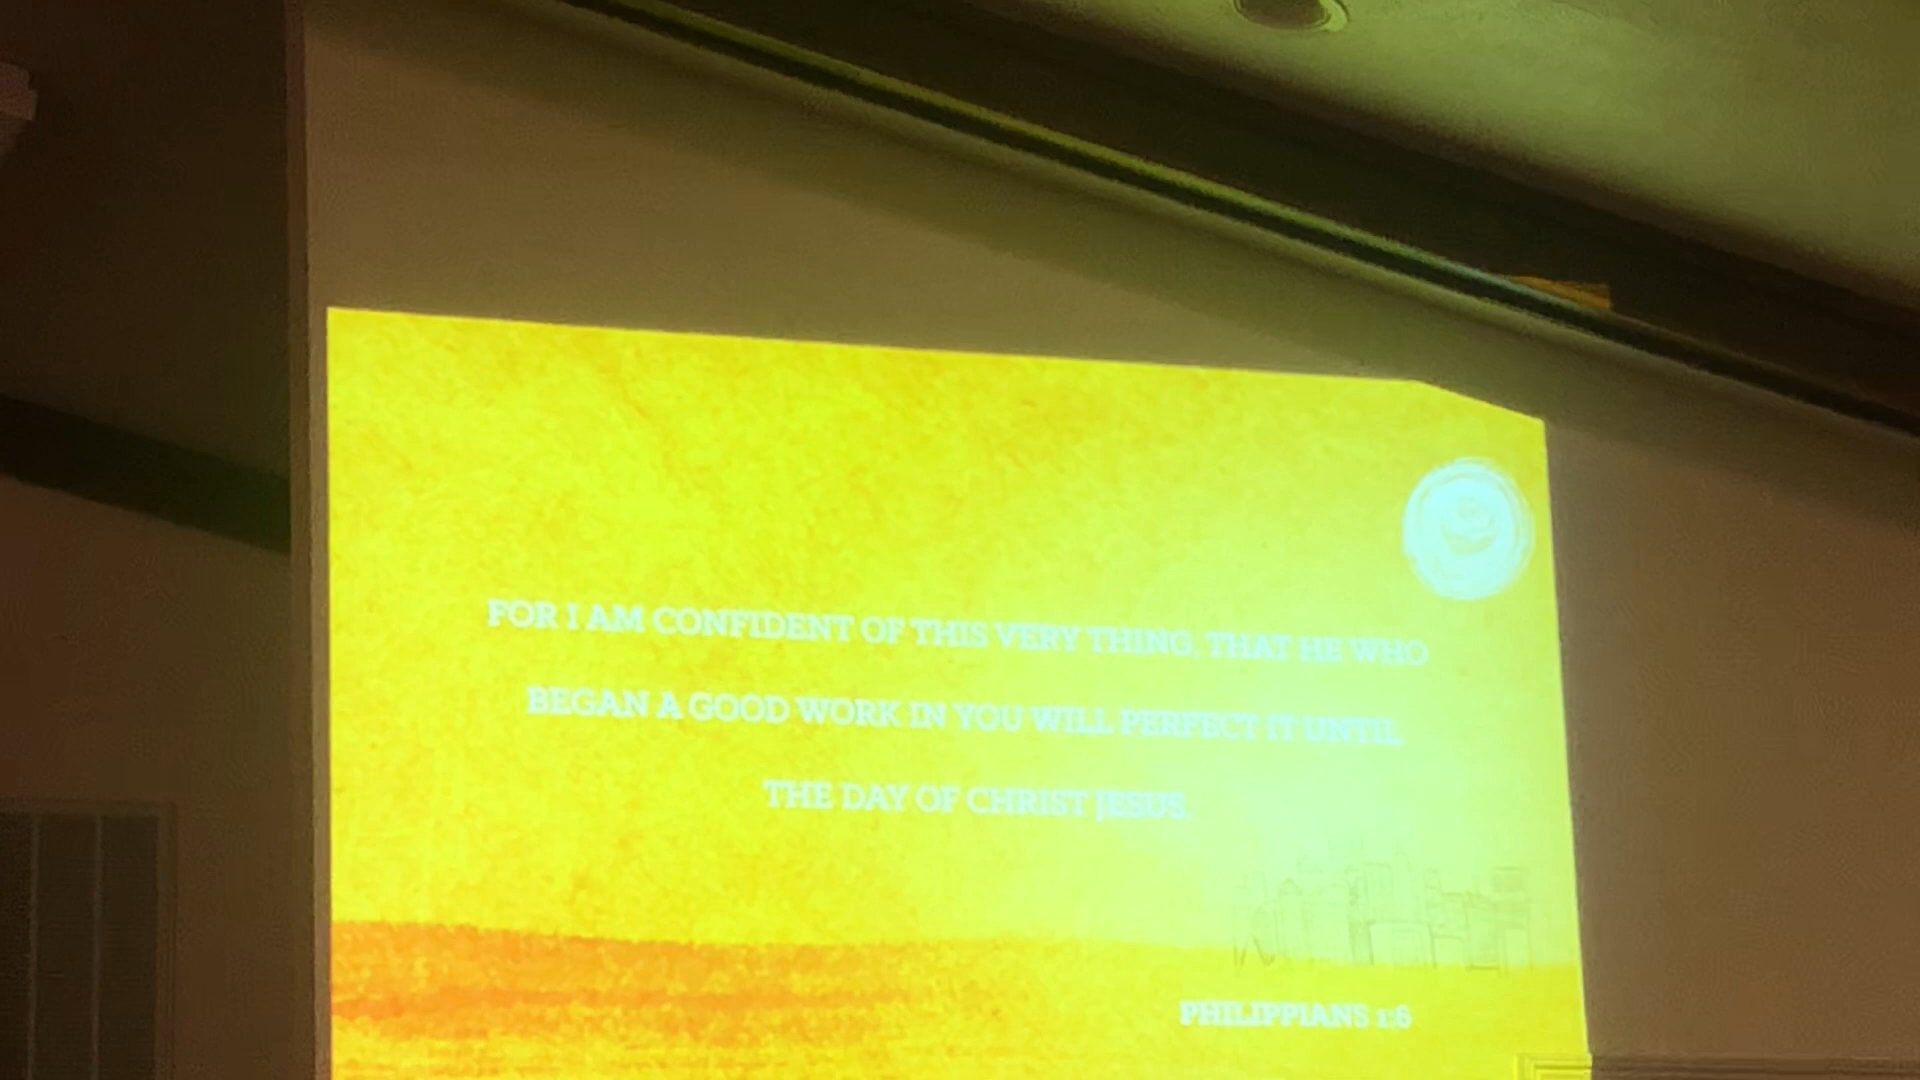 FOR I AM CONFIDENT OF THIS VERY THING, THAT HE WHO
BEGAN A GOOD WORK IN YOU WILL PERFECT IT UNTIL
THE DAY OF CHRIST JESUS.
PHILIPPIANS 1:6